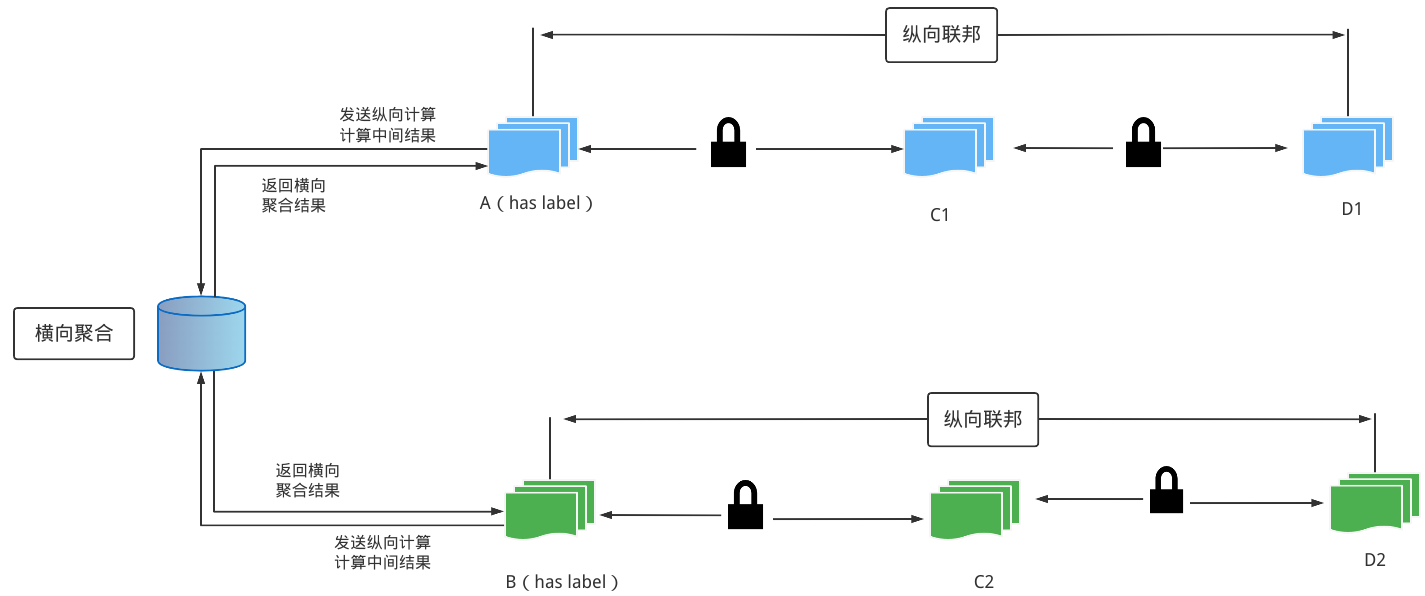 纵向联邦
发送纵向计算
计算中间结果
返回横向
聚合结果
A（has label）
C1
D1
横向聚合
纵向联邦
返回横向
聚合结果
发送纵向计算
计算中间结果
B（has label）
C2
D2